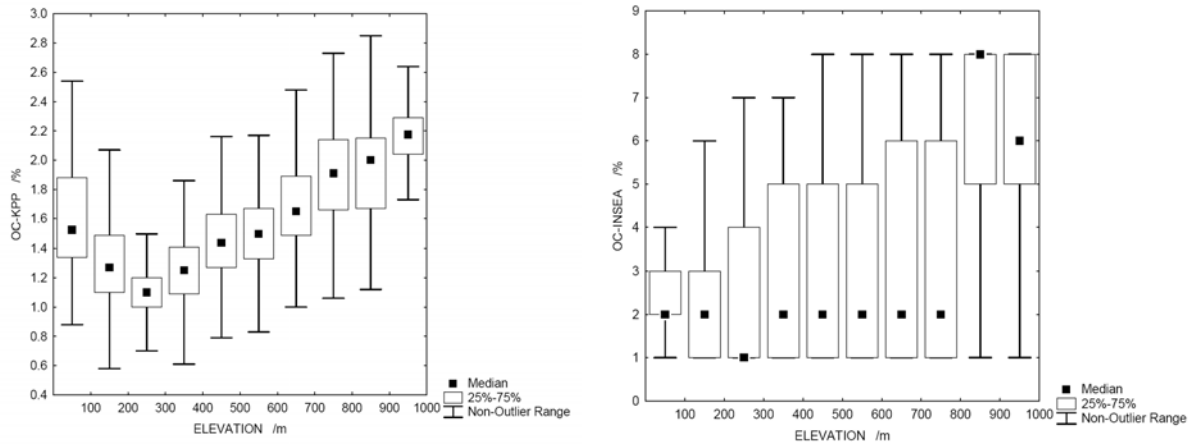 3.0
2.8
2.6
2.4
2.2
2.0
1.8
1.6
1.4
1.2
1.0
0.8
0.6
0.4
OC-KPP /%
100 200 300 400 500 600 700 800 900 1000
ELEVATION /m
Median
25%-75%
Non-Outlier Range
9
8
7
6
5
4
3
2
1
0
OC-INSEA /%
100 200 300 400 500 600 700 800 900 1000
ELEVATION /m
Median
25%-75%
Non-Outlier Range